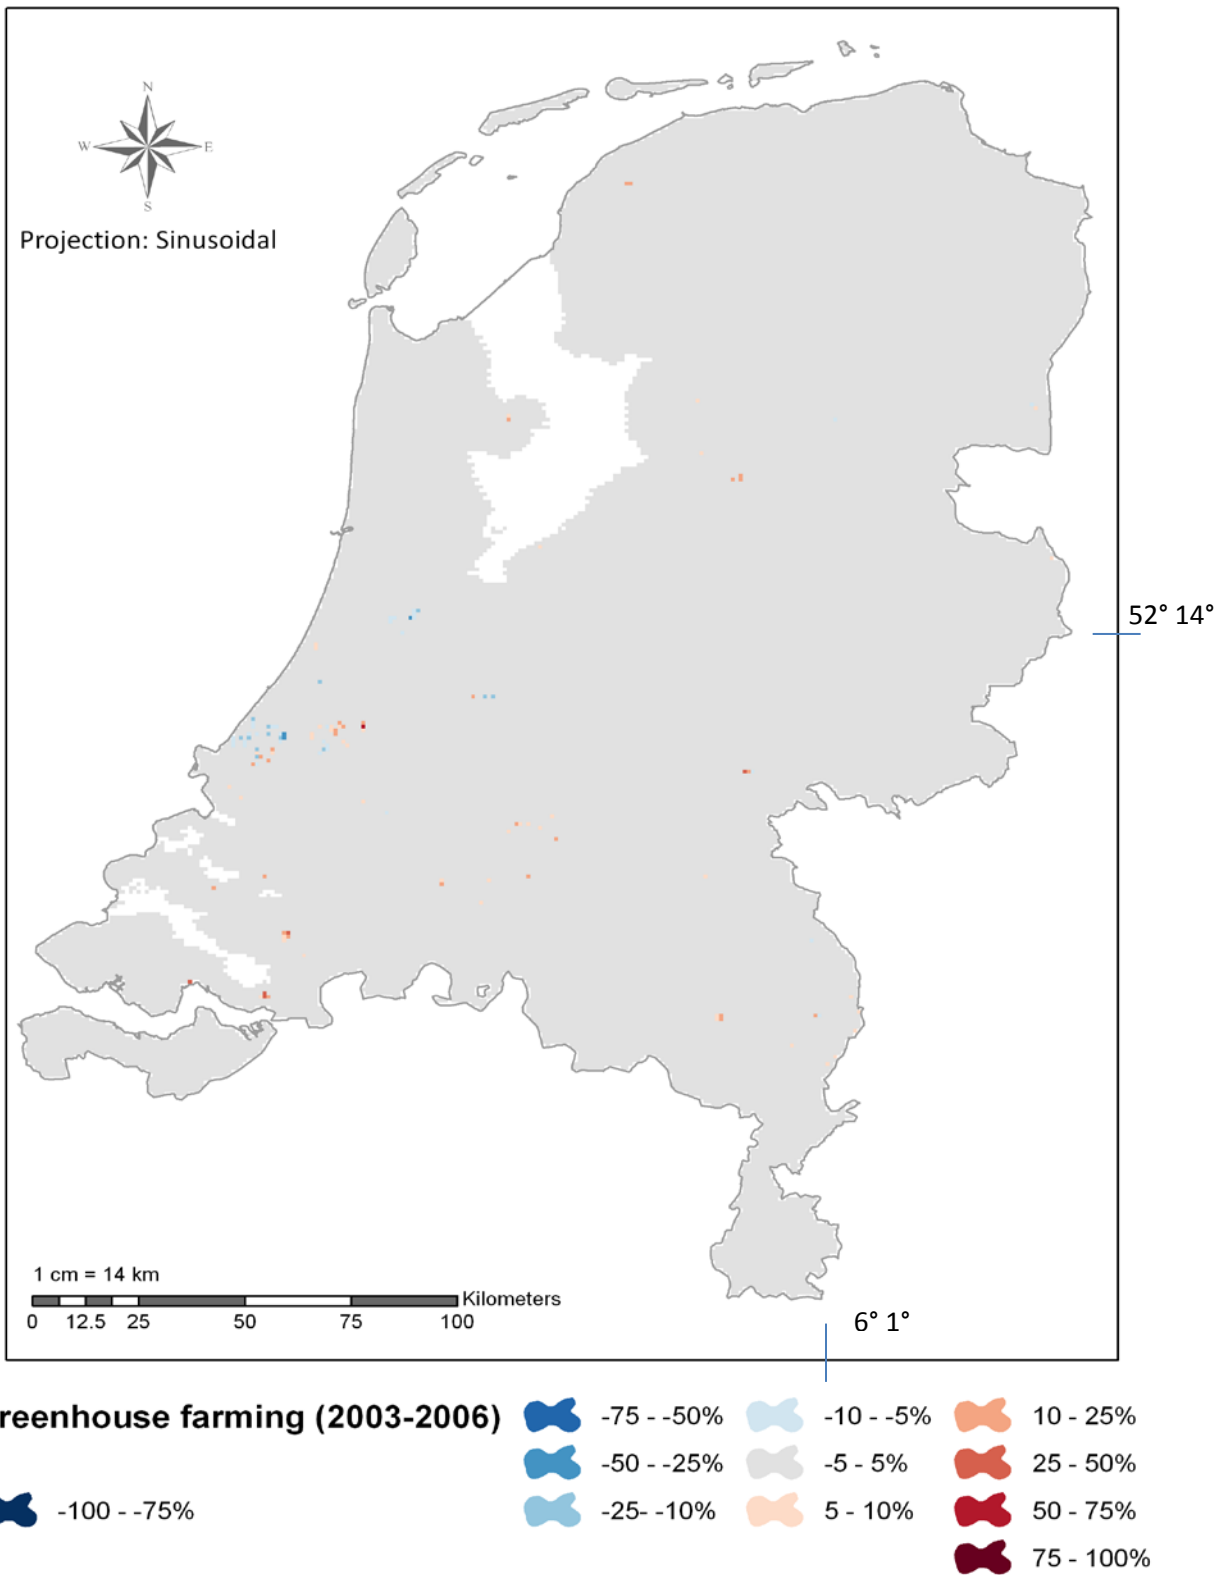 N
W E
S
Projection: Sinusoidal
52° 14°
1 cm = 14 km
Kilometers
0 12.5 25 50 75 100
6° 1°
reenhouse farming (2003-2006)
-75 - -50% -10 - -5% 10 - 25%
-50 - -25% -5 - 5% 25 - 50%
-100 - -75% -25- -10% 5 - 10% 50 - 75%
75 - 100%